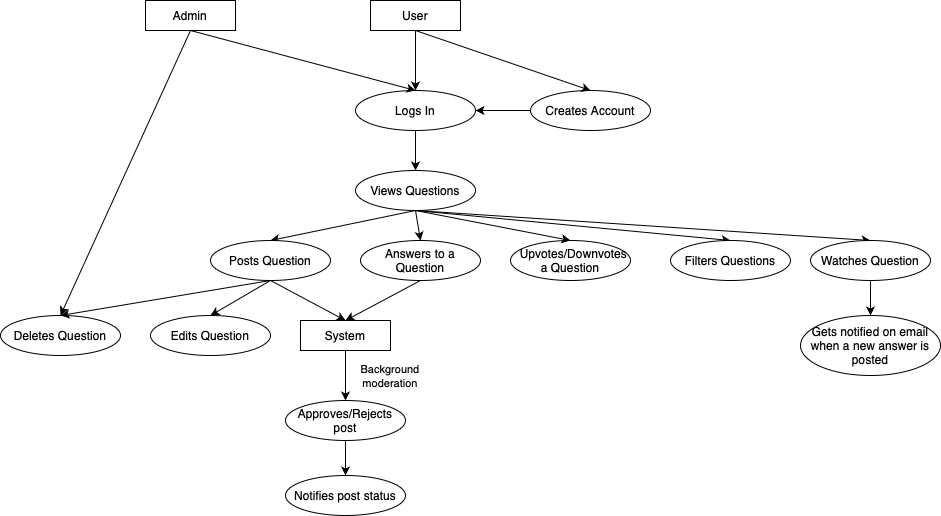 Admin
User
Logs In
Creates Account
Views Questions
Posts Question
Answers to a
Question
Upvotes/Downvotes
a Question
Filters Questions
Watches Question
Deletes Question
Edits Question
System
Gets notified on email
when a new answer is
posted
Background
moderation
Approves/Rejects
post
Notifies post status